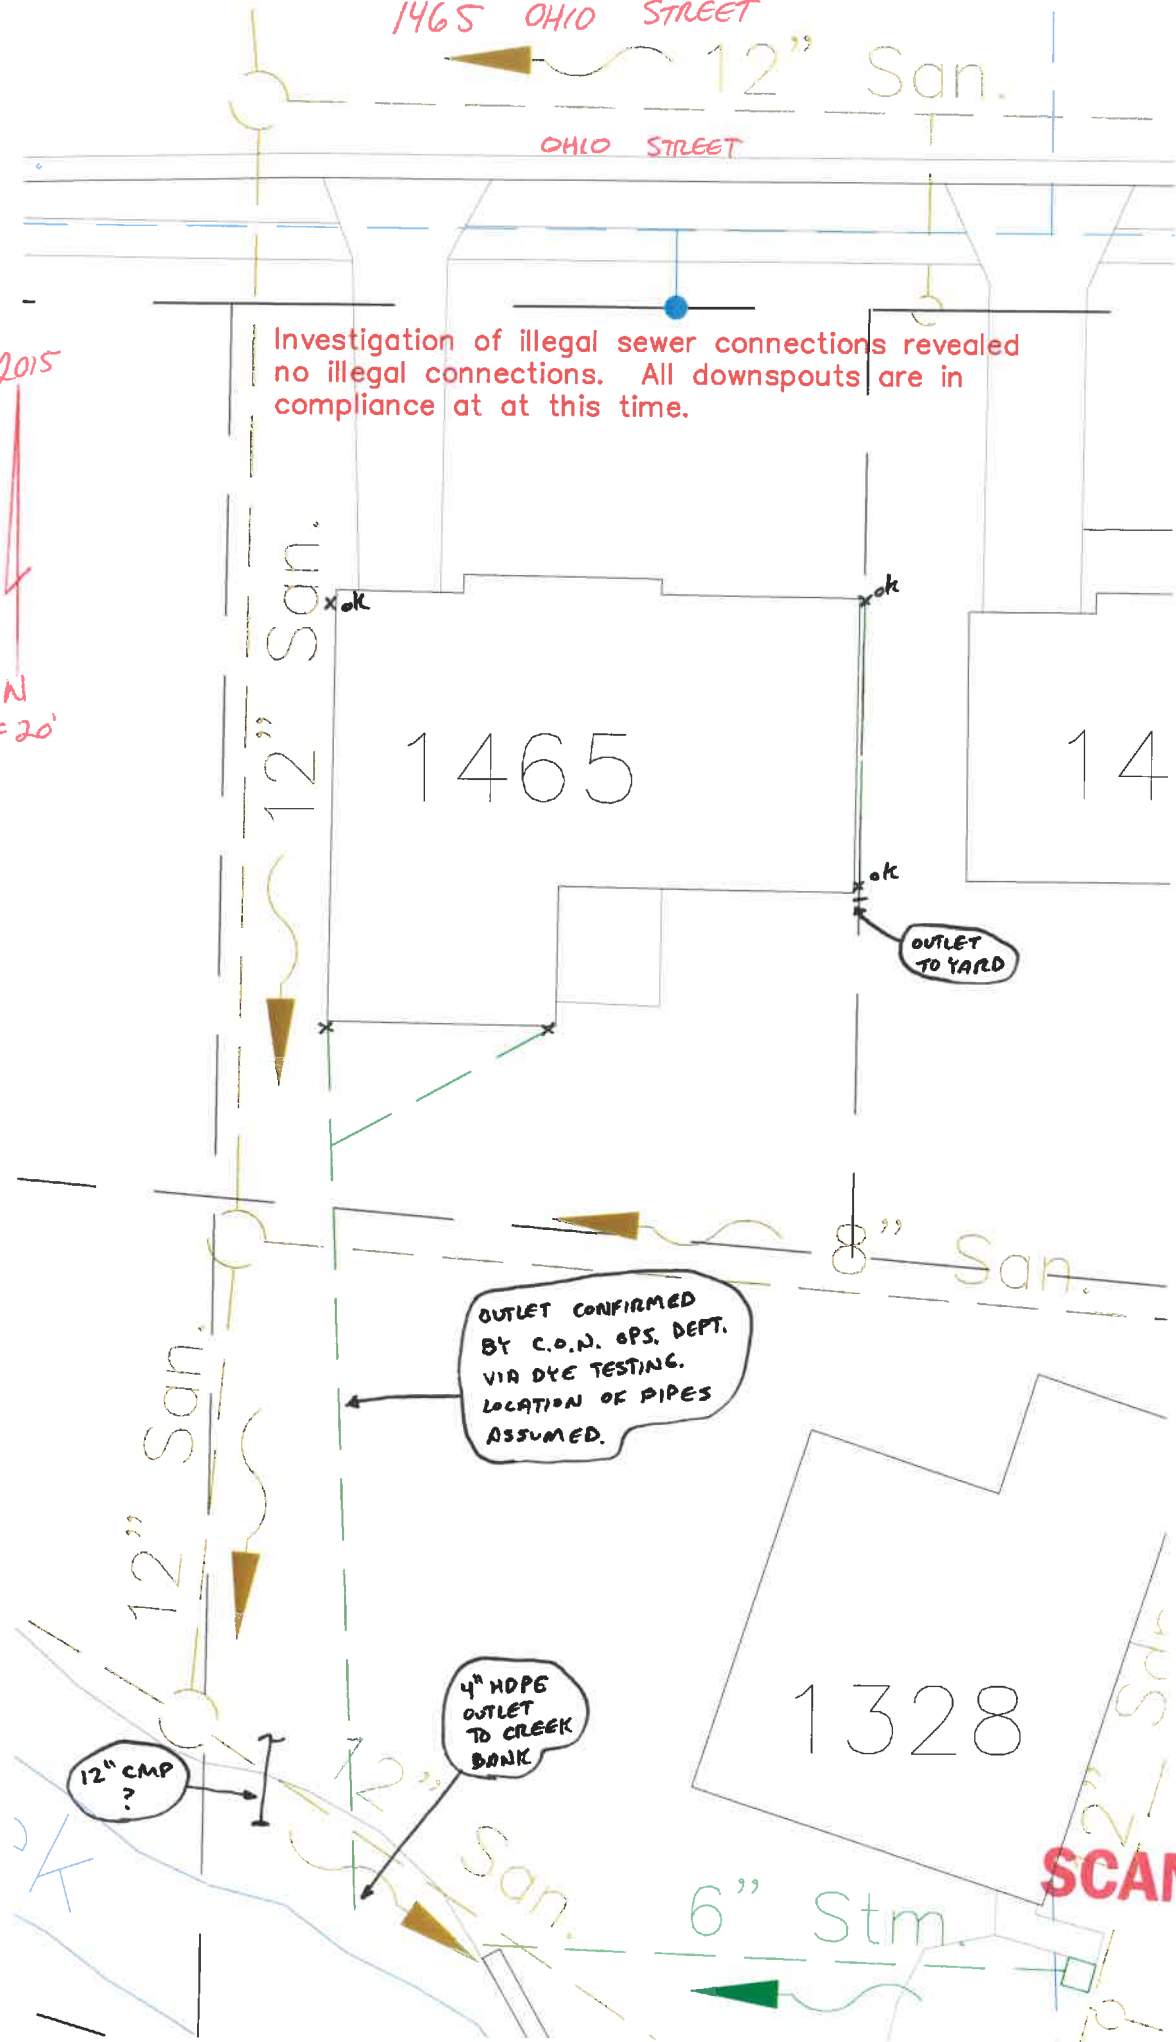 1465 OHIO STREET
12" San.
OHIO STREET
Investigation of illegal sewer connections revealed
no illegal connections. All downspouts are in
compliance at at this time.
2015
N
=20'
12" San.
ok
ok
1465
14
ok
OUTLET
TO YARD
8" San.
OUTLET CONFIRMED
BY C.O.N. OPS. DEPT.
VIA DYE TESTING.
LOCATION OF PIPES
ASSUMED.
12" San.
4" HDPE
OUTLET
TO CREEK
BANK
1328
12" CMP
?
12" San.
2" San
SCAN
6" Stm.